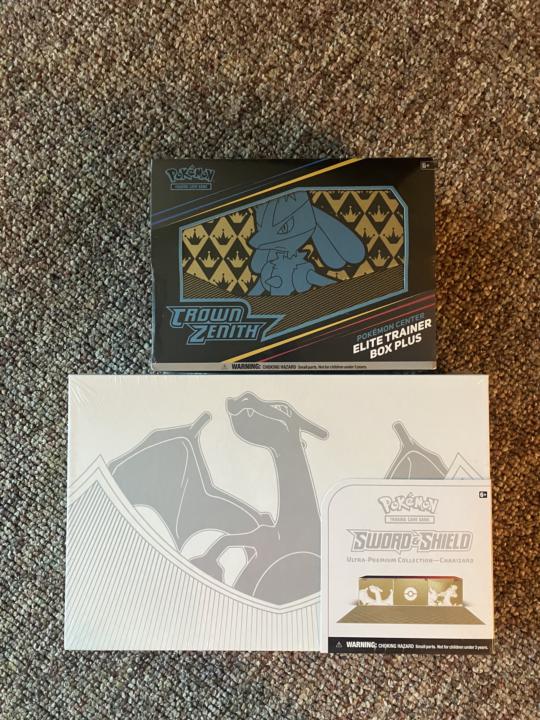 Pokémon
TRADING CARD GAME
6+
CROWN
ZENITH
POKÉMON CENTER
ELITE TRAINER
BOX PLUS
WARNING: CHOKING HAZARD Small parts. Not for children under 3 years.
Pokémon
TRADING CARD GAME
6+
SWORD & SHIELD
ULTRA-PREMIUM COLLECTION—CHARIZARD
WARNING: CHOKING HAZARD Small parts. Not for children under 3 years.